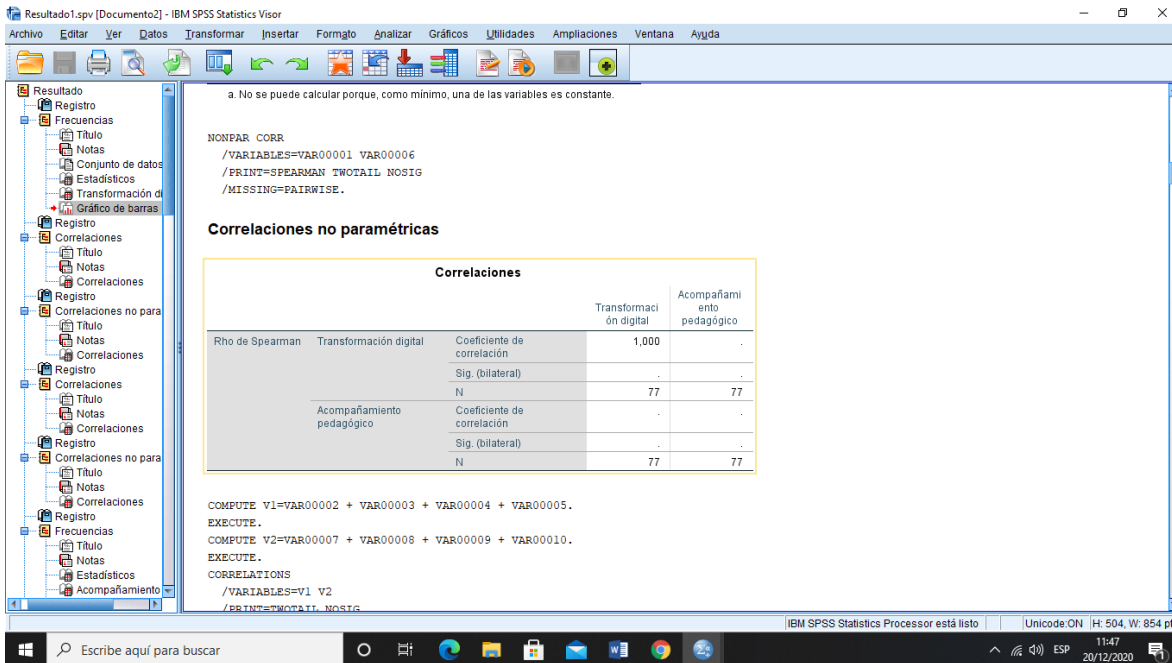 Resultado1.spv [Documento2] - IBM SPSS Statistics Visor
Archivo Editar Ver Datos Transformar Insertar Formato Analizar Gráficos Utilidades Ampliaciones Ventana Ayuda
Resultado
Registro
Frecuencias
Título
Notas
Conjunto de datos
Estadísticos
Transformación di
Gráfico de barras
Registro
Correlaciones
Título
Notas
Correlaciones
Registro
Correlaciones no para
Título
Notas
Correlaciones
Registro
Correlaciones
Título
Notas
Correlaciones
Registro
Correlaciones no para
Título
Notas
Correlaciones
Registro
Frecuencias
Título
Notas
Estadísticos
Acompañamiento
a. No se puede calcular porque, como mínimo, una de las variables es constante.
NONPAR CORR
/VARIABLES=VAR00001 VAR00006
/PRINT=SPEARMAN TWOTAIL NOSIG
/MISSING=PAIRWISE.
Correlaciones no paramétricas
Correlaciones
Transformaci
ón digital
Acompañami
ento
pedagógico
Rho de Spearman Transformación digital Coeficiente de
correlación 1,000 .
Sig. (bilateral) . .
N 77 77
Acompañamiento
pedagógico Coeficiente de
correlación . .
Sig. (bilateral) . .
N 77 77
COMPUTE V1=VAR00002 + VAR00003 + VAR00004 + VAR00005.
EXECUTE.
COMPUTE V2=VAR00007 + VAR00008 + VAR00009 + VAR00010.
EXECUTE.
CORRELATIONS
/VARIABLES=V1 V2
/PRINT=TWOTAIL NOSIG
IBM SPSS Statistics Processor está listo Unicode:ON H: 504, W: 854 pt
Escribe aquí para buscar
ESP
11:47
20/12/2020